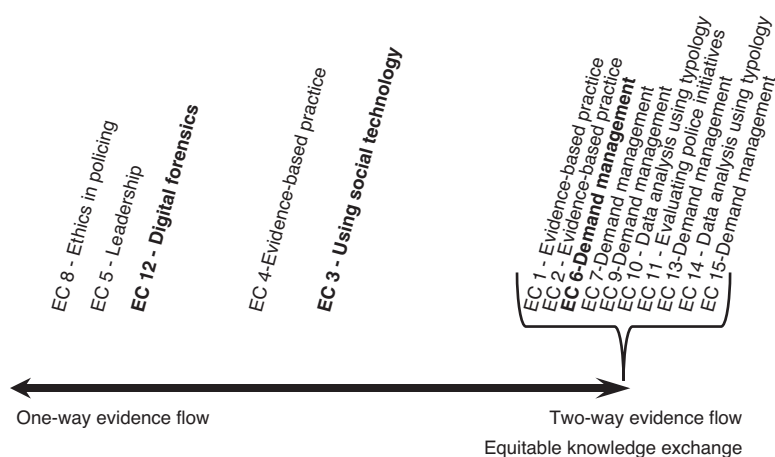 EC 8 - Ethics in policing
EC 5 - Leadership
EC 12 - Digital forensics
EC 4-Evidence-based practice
EC 3 - Using social technology
EC 1 - Evidence-based practice
EC 2 - Evidence-based practice
EC 6-Demand management
EC 7-Demand management
EC 9-Demand management
EC 10 - Data analysis using typology
EC 11 - Evaluating police initiatives
EC 13-Demand management
EC 14 - Data analysis using typology
EC 15-Demand management
One-way evidence flow
Two-way evidence flow
Equitable knowledge exchange